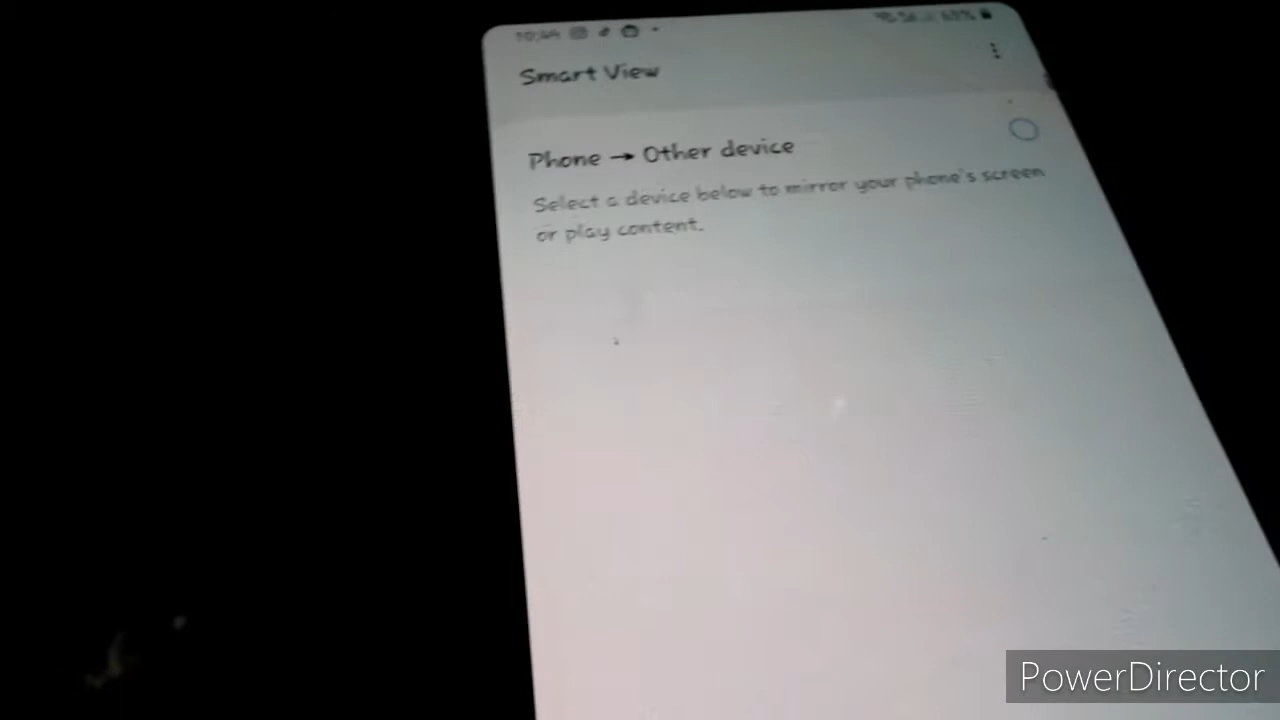 Smart View
Phone → Other device
Select a device below to mirror your phone's screen
or play content.
PowerDirector